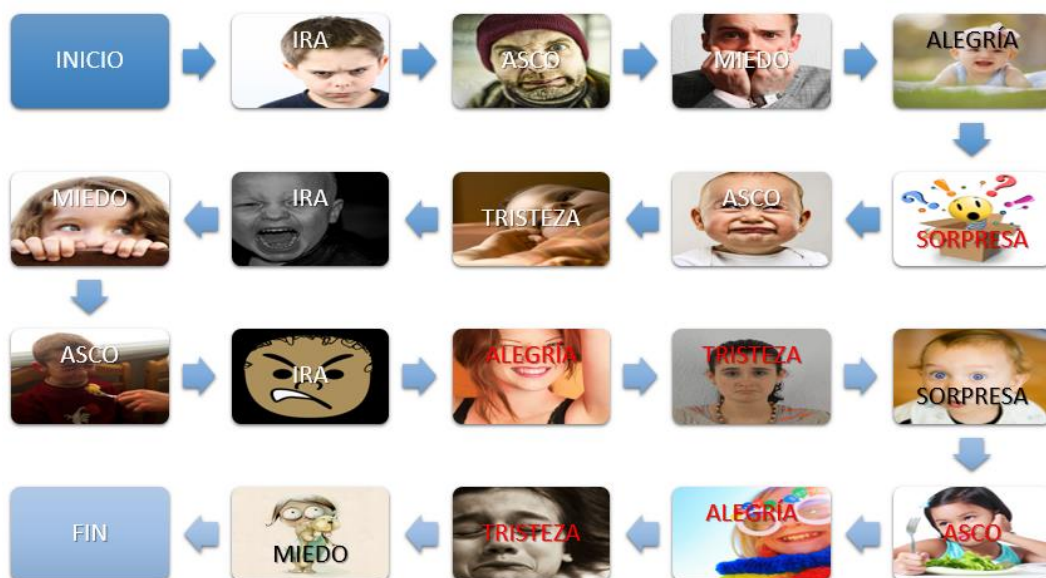 INICIO
IRA
ASCO
MIEDO
ALEGRÍA
SORPRESA
ASCO
TRISTEZA
IRA
MIEDO
ASCO
IRA
ALEGRÍA
TRISTEZA
SORPRESA
ASCO
ALEGRÍA
TRISTEZA
MIEDO
FIN